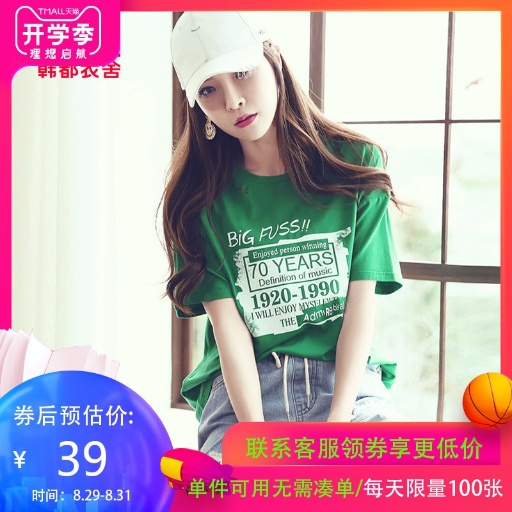 TMALL天猫
开学季
理想启航
韩都衣舍
BiG FUSS!!
Enjoyed person winning
70 YEARS
Definition of music
1920-1990
I WILL ENJOY MYSELF
THE
券后预估价:
¥ 39
时间: 8.29-8.31
联系客服领券享更低价
单件可用无需凑单/每天限量100张